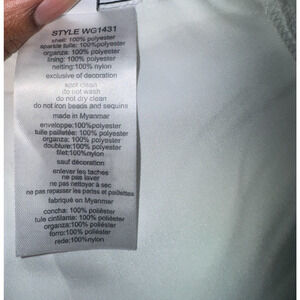 STYLE WG1431
shell: 100% polyester
sparkle tulle: 100%polyester
organza: 100% polyester
lining: 100% polyester
netting:100%nylon
exclusive of decoration
spot clean
do not wash
do not dry clean
do not iron beads and sequins
made in Myanmar
enveloppe:100%polyester
tulle pailletée: 100% polyester
organza: 100% polyester
doublure:100% polyester
filet:100%nylon
sauf décoration
enlever les taches
ne pas laver
ne pas nettoyer à sec
ne pas repasser les perles et paillettes
fabriqué en Myanmar
concha: 100% poliéster
tule cintilante: 100% poliéster
organza: 100% poliéster
forro:100% poliéster
rede:100%nylon